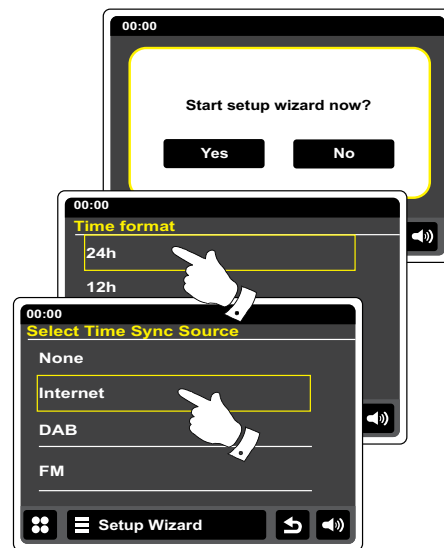 00:00
Start setup wizard now?
Yes No
00:00
Time format
24h
12h
00:00
Select Time Sync Source
None
Internet
DAB
FM
Setup Wizard